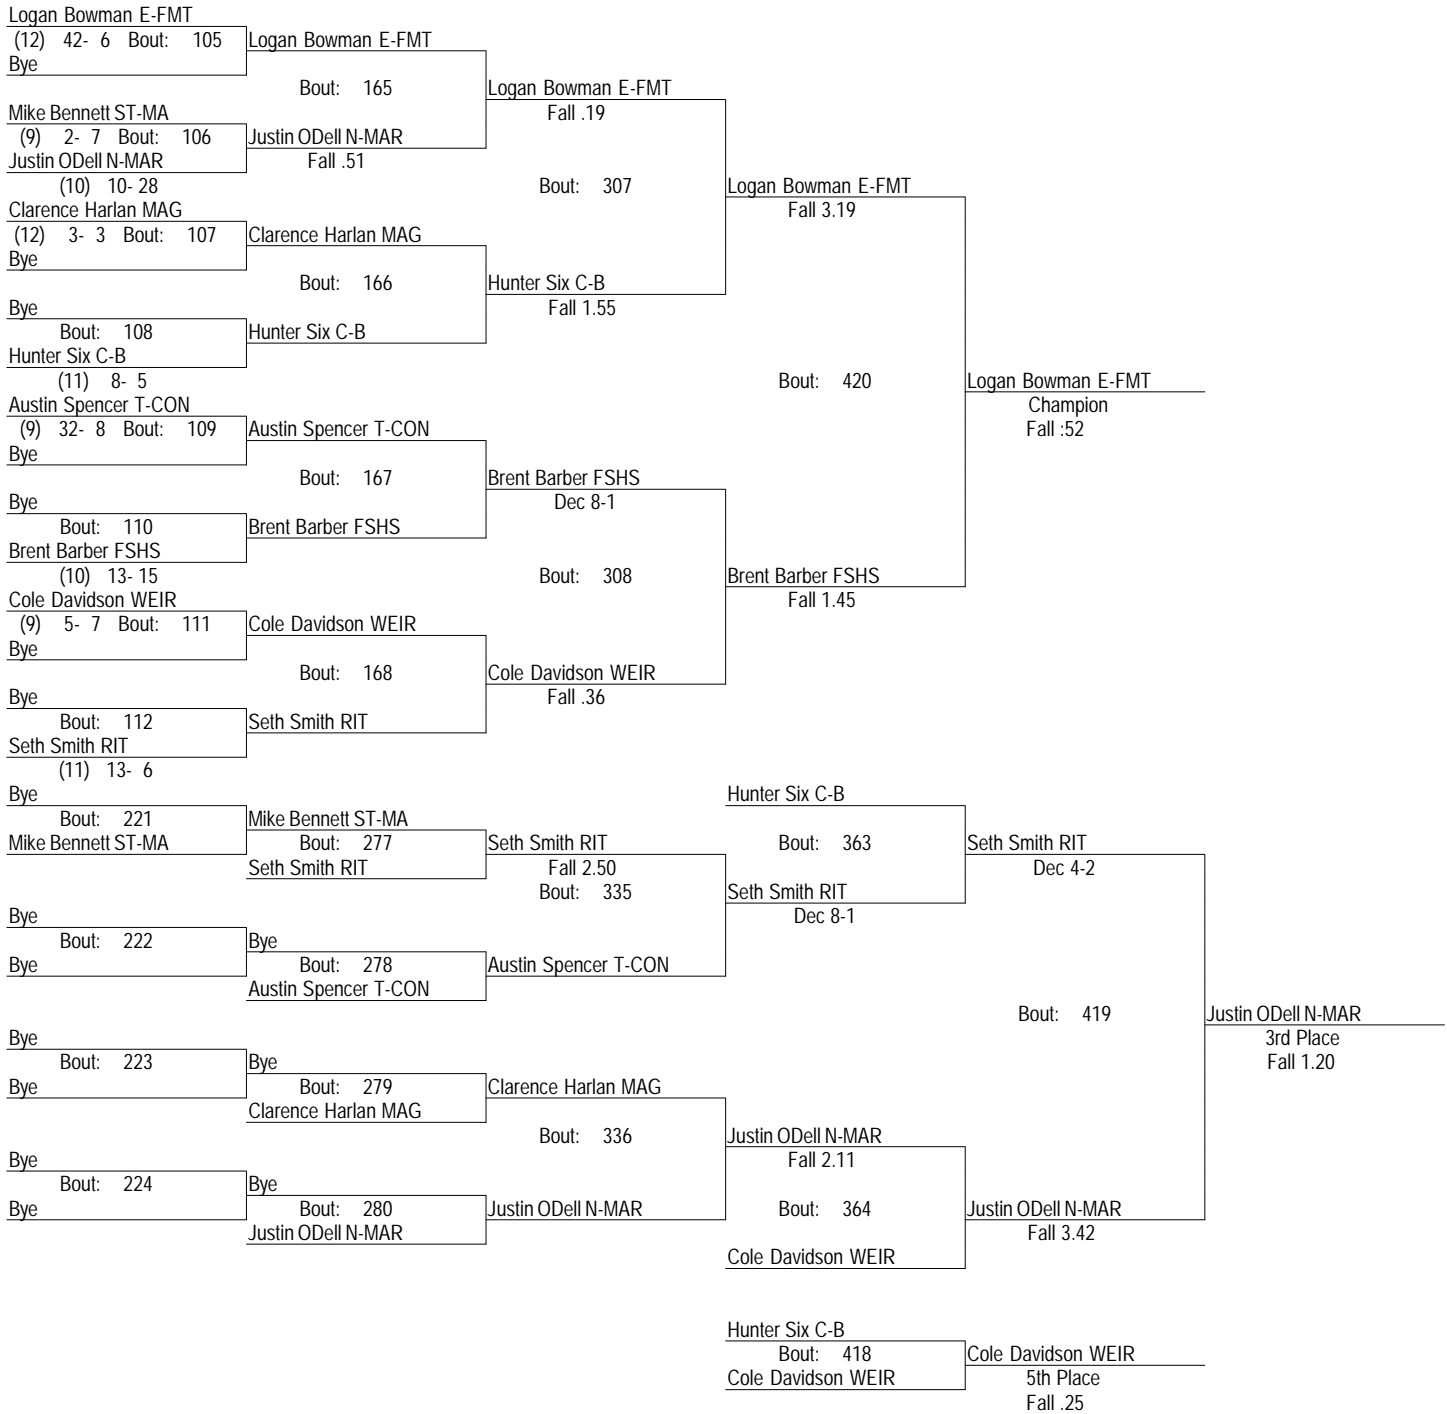 Logan Bowman E-FMT
(12) 42- 6 Bout: 105 Logan Bowman E-FMT
Bye
Bout: 165 Logan Bowman E-FMT
Mike Bennett ST-MA Fall .19
(9) 2- 7 Bout: 106 Justin ODell N-MAR
Justin ODell N-MAR Fall .51
(10) 10- 28 Bout: 307 Logan Bowman E-FMT
Clarence Harlan MAG Fall 3.19
(12) 3- 3 Bout: 107 Clarence Harlan MAG
Bye
Bout: 166 Hunter Six C-B
Bye Fall 1.55
Bout: 108 Hunter Six C-B
Hunter Six C-B
(11) 8- 5 Bout: 420 Logan Bowman E-FMT
Austin Spencer T-CON Champion
(9) 32- 8 Bout: 109 Austin Spencer T-CON Fall :52
Bye
Bout: 167 Brent Barber FSHS
Bye Dec 8-1
Bout: 110 Brent Barber FSHS
Brent Barber FSHS
(10) 13- 15 Bout: 308 Brent Barber FSHS
Cole Davidson WEIR Fall 1.45
(9) 5- 7 Bout: 111 Cole Davidson WEIR
Bye
Bout: 168 Cole Davidson WEIR
Bye Fall .36
Bout: 112 Seth Smith RIT
Seth Smith RIT
(11) 13- 6
Bye Hunter Six C-B
Bout: 221 Mike Bennett ST-MA
Mike Bennett ST-MA Bout: 277 Seth Smith RIT Bout: 363 Seth Smith RIT
Seth Smith RIT Fall 2.50 Dec 4-2
Bout: 335 Seth Smith RIT
Bye Dec 8-1
Bout: 222 Bye
Bye Bout: 278 Austin Spencer T-CON
Austin Spencer T-CON
Bout: 419 Justin ODell N-MAR
Bye 3rd Place
Bout: 223 Bye Fall 1.20
Bye Bout: 279 Clarence Harlan MAG
Clarence Harlan MAG
Bout: 336 Justin ODell N-MAR
Bye Fall 2.11
Bout: 224 Bye
Bye Bout: 280 Justin ODell N-MAR Bout: 364 Justin ODell N-MAR
Justin ODell N-MAR Fall 3.42
Cole Davidson WEIR
Hunter Six C-B
Bout: 418 Cole Davidson WEIR
Cole Davidson WEIR 5th Place
Fall .25